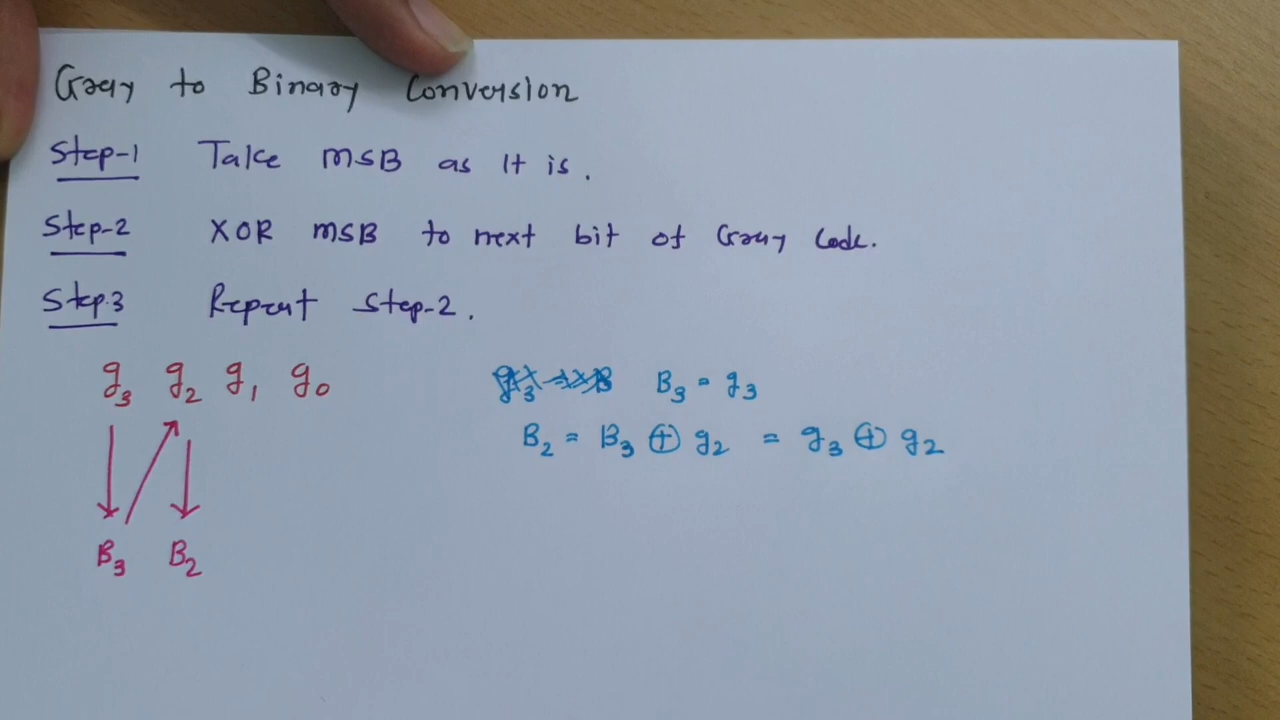 Gray to Binary Conversion
Step-1 Take MSB as it is.
Step-2 XOR MSB to next bit of Gray Code.
Step-3 Repeat Step-2.
g₃ g₂ g₁ g₀
B₃ = g₃
B₂ = B₃ ⊕ g₂ = g₃ ⊕ g₂
B₃ B₂